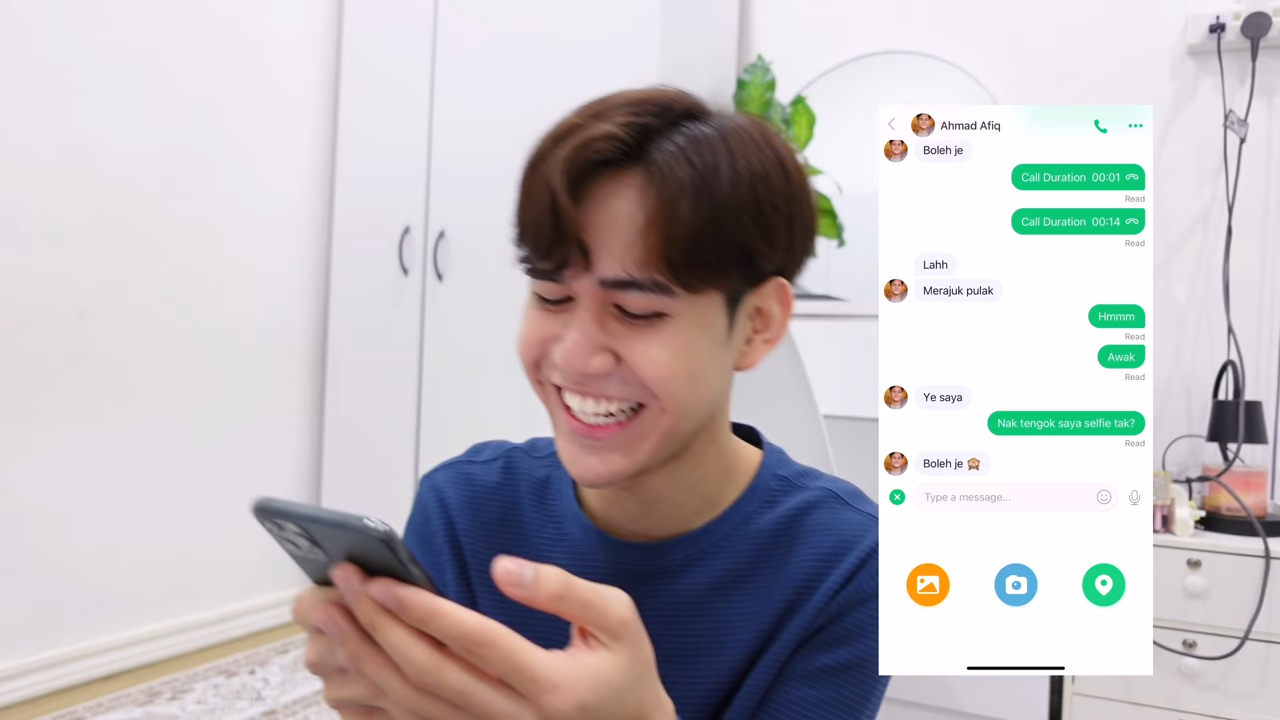 Ahmad Afiq
Boleh je
Call Duration 00:01
Read
Call Duration 00:14
Read
Lahh
Merajuk pulak
Hmmm
Read
Awak
Read
Ye saya
Nak tengok saya selfie tak?
Read
Boleh je 🙈
Type a message...